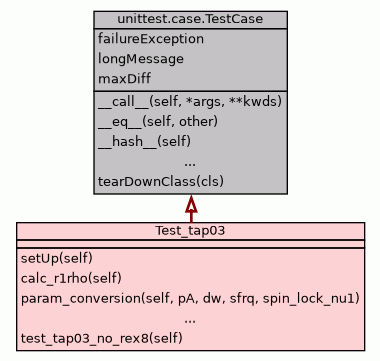 unittest.case.TestCase
failureException
longMessage
maxDiff
__call__(self, *args, **kwds)
__eq__(self, other)
__hash__(self)
...
tearDownClass(cls)
Test_tap03
setUp(self)
calc_r1rho(self)
param_conversion(self, pA, dw, sfrq, spin_lock_nu1)
...
test_tap03_no_rex8(self)